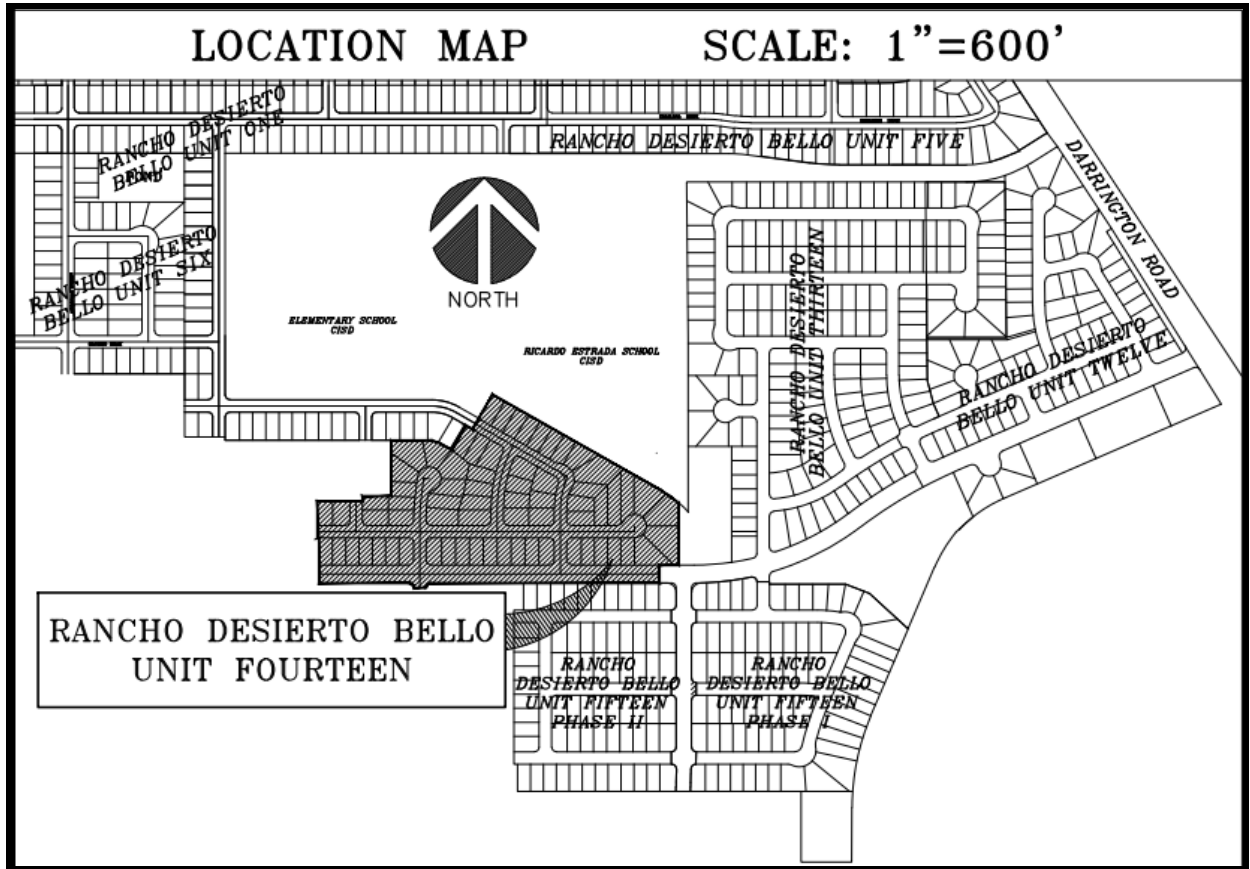 LOCATION MAP SCALE: 1"=600'
RANCHO DESIERTO
BELLO UNIT ONE
POND
RANCHO DESIERTO BELLO UNIT FIVE
DARRINGTON ROAD
RANCHO DESIERTO
BELLO UNIT SIX
NORTH
ELEMENTARY SCHOOL
CISD
RICARDO ESTRADA SCHOOL
CISD
RANCHO DESIERTO
BELLO UNIT THIRTEEN
RANCHO DESIERTO
BELLO UNIT TWELVE
RANCHO DESIERTO BELLO
UNIT FOURTEEN
RANCHO
DESIERTO BELLO
UNIT FIFTEEN
PHASE II
RANCHO
DESIERTO BELLO
UNIT FIFTEEN
PHASE I